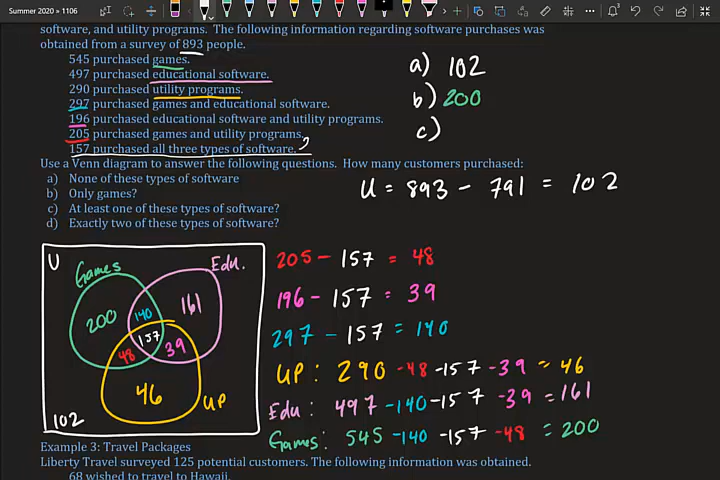 Summer 2020 » 1106
software, and utility programs. The following information regarding software purchases was
obtained from a survey of 893 people.
545 purchased games.
497 purchased educational software.
290 purchased utility programs.
297 purchased games and educational software.
196 purchased educational software and utility programs.
205 purchased games and utility programs.
157 purchased all three types of software.
a) 102
b) 200
c)
Use a Venn diagram to answer the following questions. How many customers purchased:
a) None of these types of software
b) Only games?
c) At least one of these types of software?
d) Exactly two of these types of software?
U = 893 - 791 = 102
U
Games
Edu.
200
140
161
157
48
39
46
UP
102
205 - 157 = 48
196 - 157 = 39
297 - 157 = 140
UP: 290 -48 -157 -39 = 46
Edu: 497 -140 -157 -39 = 161
Games: 545 -140 -157 -48 = 200
Example 3: Travel Packages
Liberty Travel surveyed 125 potential customers. The following information was obtained.
68 wished to travel to Hawaii.